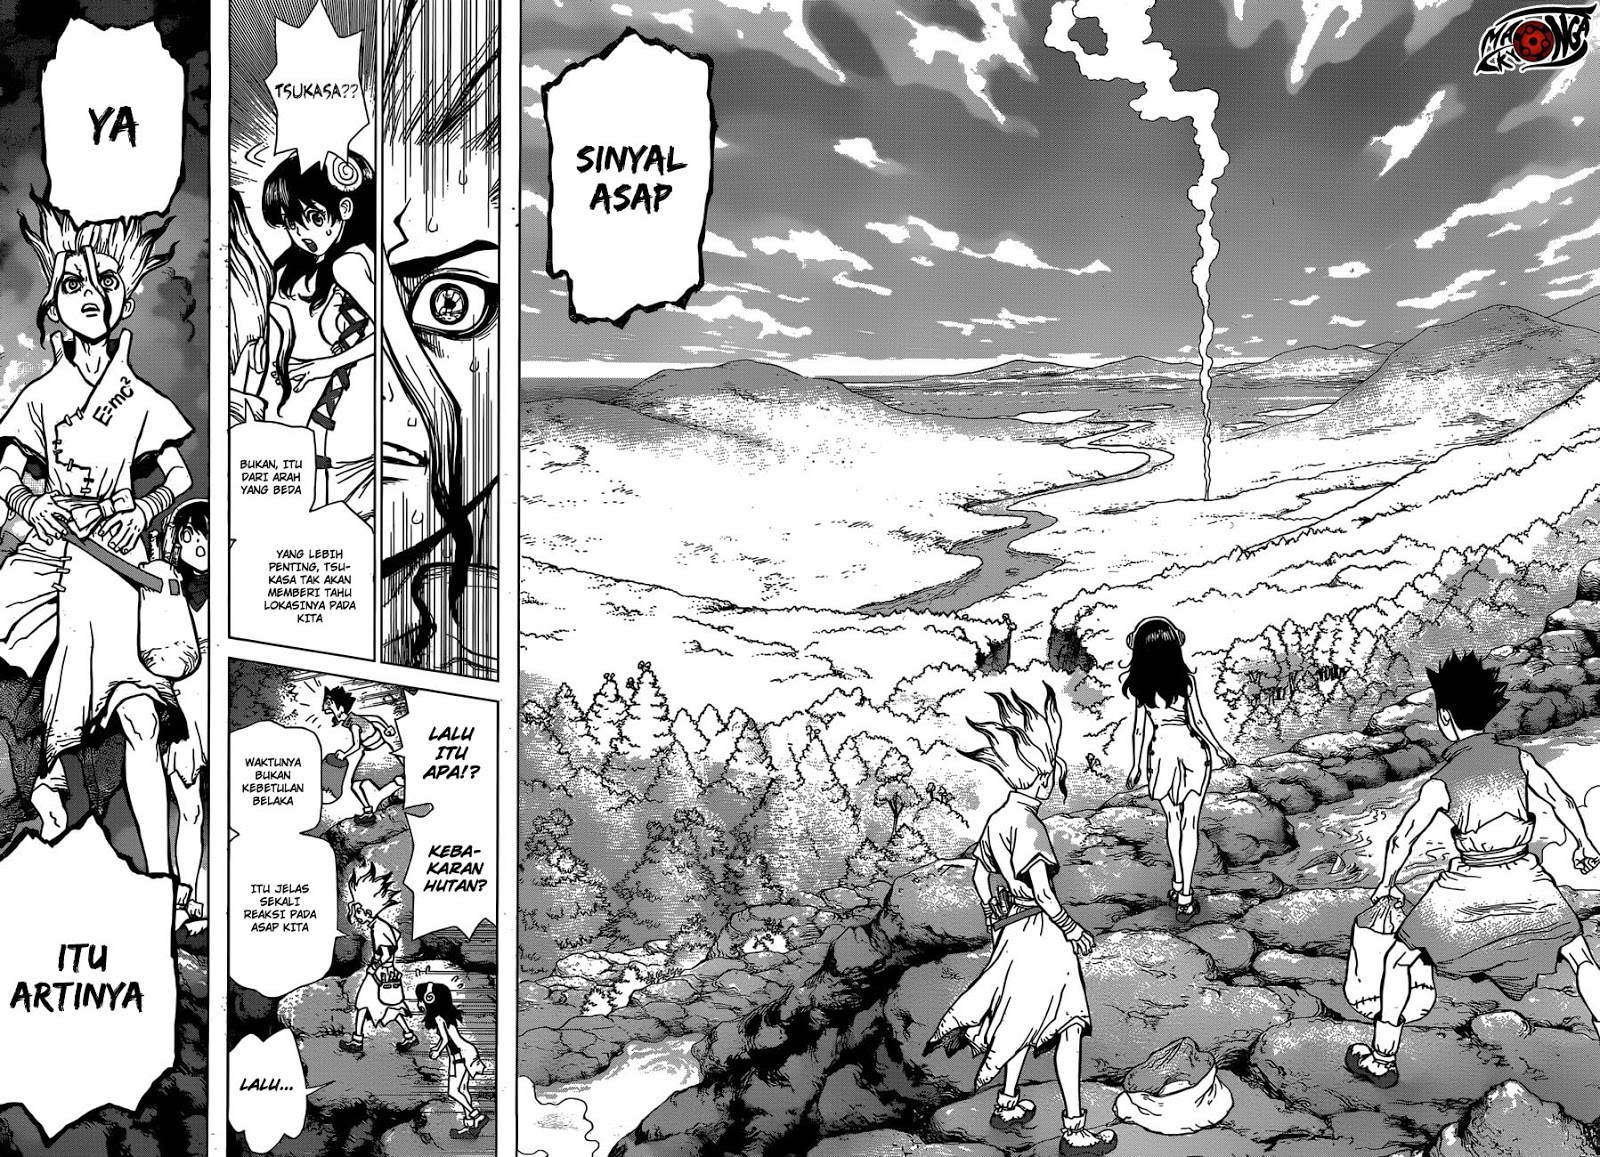 MANGAKYO
SINYAL
ASAP
TSUKASA??
BUKAN, ITU
DARI ARAH
YANG BEDA
YANG LEBIH
PENTING, TSU-
KASA TAK AKAN
MEMBERI TAHU
LOKASINYA PADA
KITA
LALU
ITU
APA!?
KEBA-
KARAN
HUTAN?
WAKTUNYA
BUKAN
KEBETULAN
BELAKA
ITU JELAS
SEKALI
REAKSI PADA
ASAP KITA
LALU...
YA
E=mc²
ITU
ARTINYA